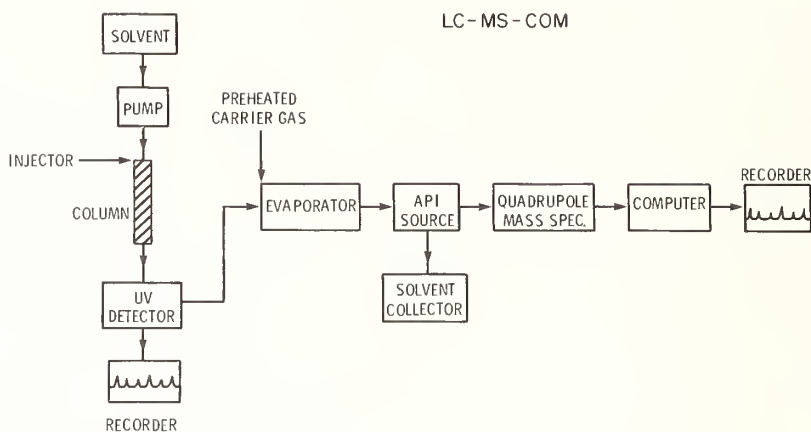 LC-MS-COM
SOLVENT
PUMP
INJECTOR
COLUMN
UV
DETECTOR
RECORDER
PREHEATED
CARRIER GAS
EVAPORATOR
API
SOURCE
SOLVENT
COLLECTOR
QUADRUPOLE
MASS SPEC.
COMPUTER
RECORDER